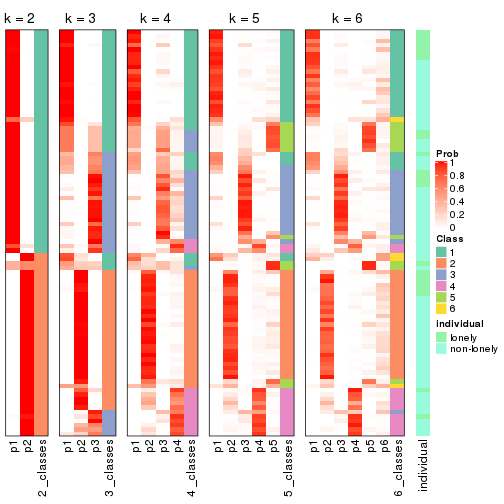 k = 2 k = 3 k = 4 k = 5 k = 6
p1 p2 2_classes p1 p2 p3 3_classes p1 p2 p3 p4 4_classes p1 p2 p3 p4 p5 5_classes p1 p2 p3 p4 p5 p6 6_classes individual
Prob
1
0.8
0.6
0.4
0.2
0
Class
1
2
3
4
5
6
individual
lonely
non-lonely